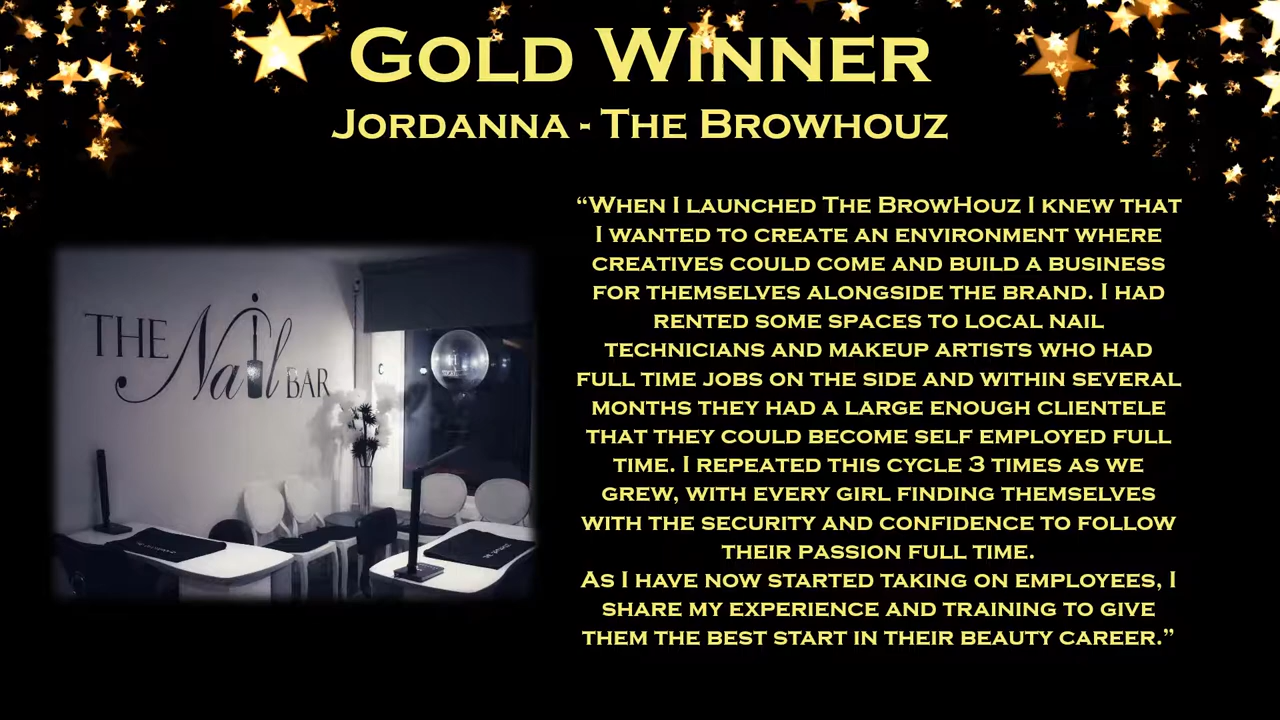 Gold Winner
Jordanna - The Browhouz
“When I launched The BrowHouz I knew that
I wanted to create an environment where
creatives could come and build a business
for themselves alongside the brand. I had
rented some spaces to local nail
technicians and makeup artists who had
full time jobs on the side and within several
months they had a large enough clientele
that they could become self employed full
time. I repeated this cycle 3 times as we
grew, with every girl finding themselves
with the security and confidence to follow
their passion full time.
As I have now started taking on employees, I
share my experience and training to give
them the best start in their beauty career.”
THE Nail BAR